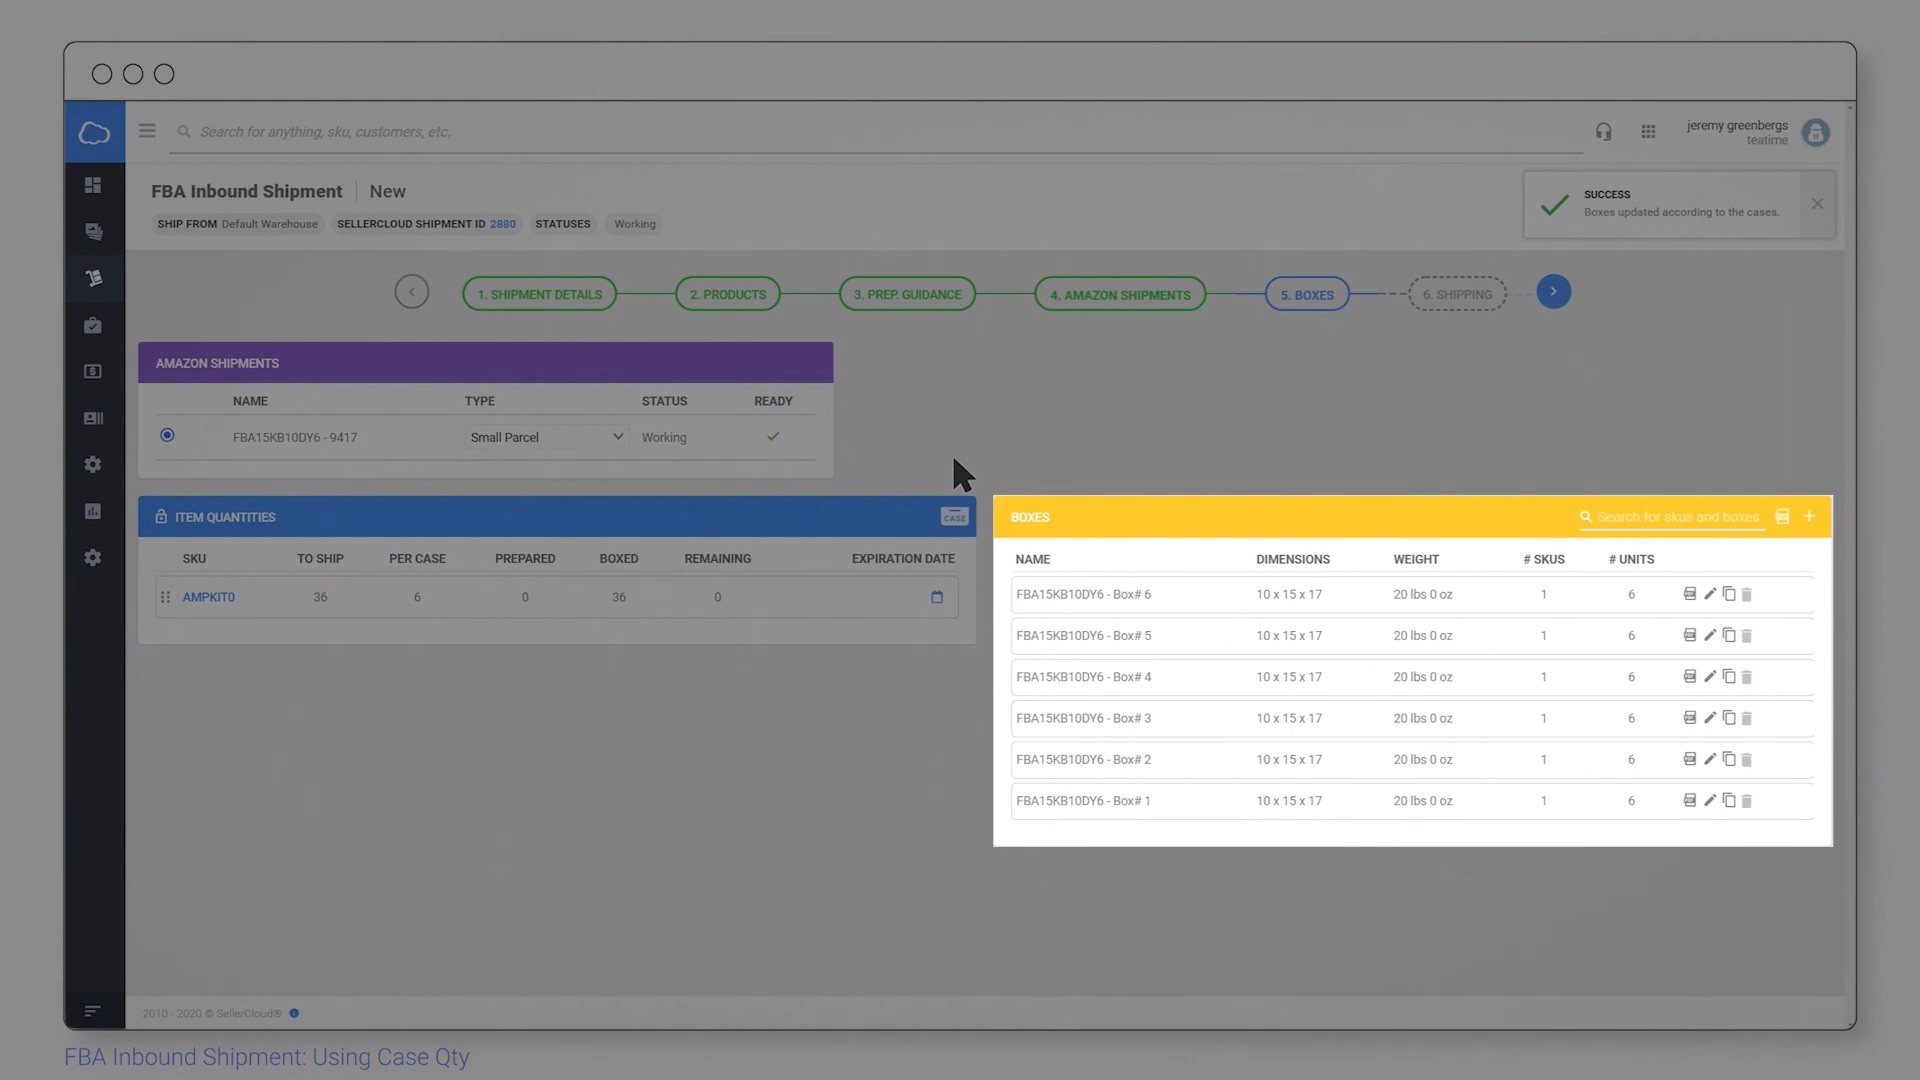 Search for anything, sku, customers, etc.
jeremy greenbergs
teatime
FBA Inbound Shipment New
SHIP FROM Default Warehouse SELLERCLOUD SHIPMENT ID 2880 STATUSES Working
SUCCESS
Boxes updated according to the cases.
1. SHIPMENT DETAILS 2. PRODUCTS 3. PREP. GUIDANCE 4. AMAZON SHIPMENTS 5. BOXES 6. SHIPPING
AMAZON SHIPMENTS
NAME TYPE STATUS READY
FBA15KB10DY6 - 9417 Small Parcel Working
ITEM QUANTITIES CASE
SKU TO SHIP PER CASE PREPARED BOXED REMAINING EXPIRATION DATE
AMPKIT0 36 6 0 36 0
BOXES Search for skus and boxes
NAME DIMENSIONS WEIGHT # SKUS # UNITS
FBA15KB10DY6 - Box# 6 10 x 15 x 17 20 lbs 0 oz 1 6
FBA15KB10DY6 - Box# 5 10 x 15 x 17 20 lbs 0 oz 1 6
FBA15KB10DY6 - Box# 4 10 x 15 x 17 20 lbs 0 oz 1 6
FBA15KB10DY6 - Box# 3 10 x 15 x 17 20 lbs 0 oz 1 6
FBA15KB10DY6 - Box# 2 10 x 15 x 17 20 lbs 0 oz 1 6
FBA15KB10DY6 - Box# 1 10 x 15 x 17 20 lbs 0 oz 1 6
2010 - 2020 © SellerCloud®
FBA Inbound Shipment: Using Case Qty